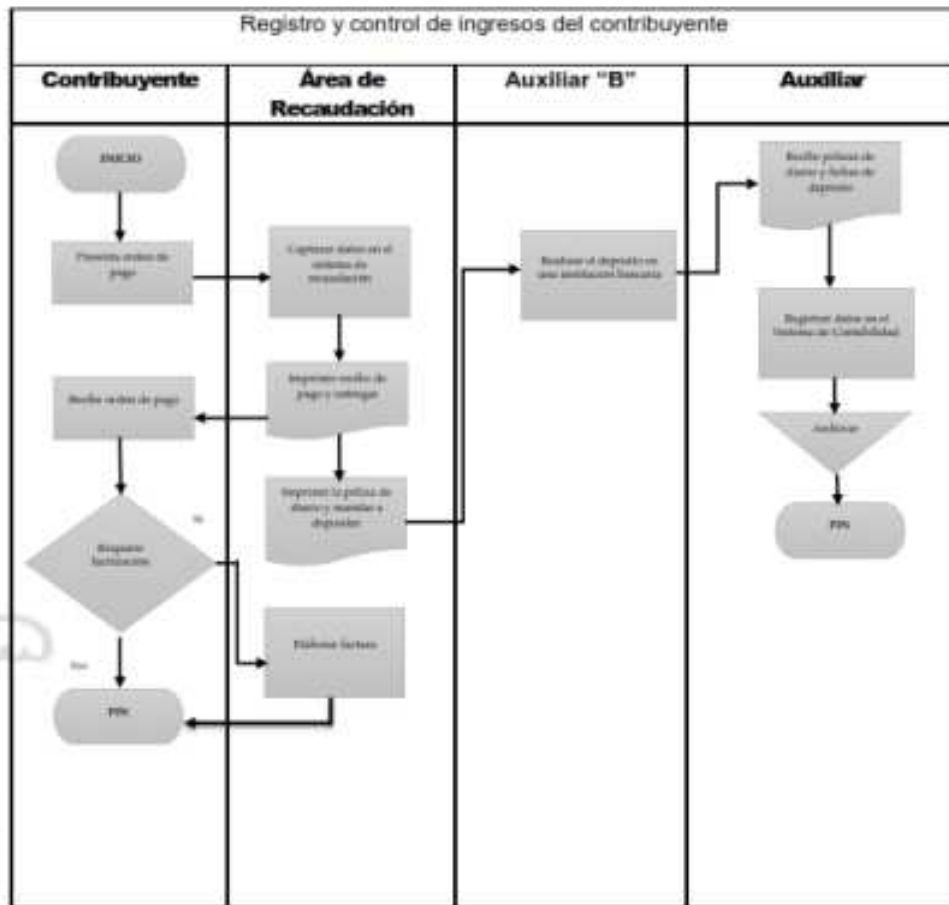 Registro y control de ingresos del contribuyente
Contribuyente
Área de
Recaudación
Auxiliar "B"
Auxiliar
INICIO
Presenta orden de
pago
Capturar datos en el
sistema de
recaudación
Imprimir recibo de
pago y entregar
Recibe orden de pago
Imprimir la póliza de
diario y mandar a
depositar
Requiere
facturación
Si
Elaborar factura
FIN
Realizar el depósito en
una institución bancaria
Recibe pólizas de
diario y fichas de
depósito
Registrar datos en el
Sistema de Contabilidad
Archivar
FIN